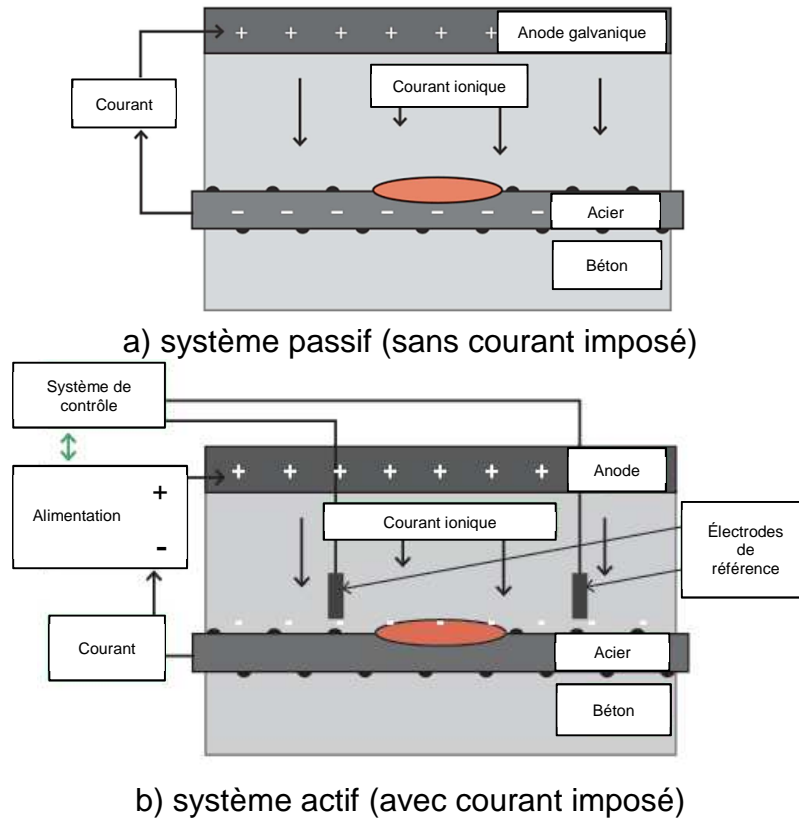 + + + + + +
Anode galvanique
Courant ionique
Courant
− − − − − − −
Acier
Béton
a) système passif (sans courant imposé)
Système de
contrôle
+ + + + + + +
Anode
+
Alimentation
-
Courant ionique
Électrodes
de
référence
- - - - - - - - -
Courant
Acier
Béton
b) système actif (avec courant imposé)